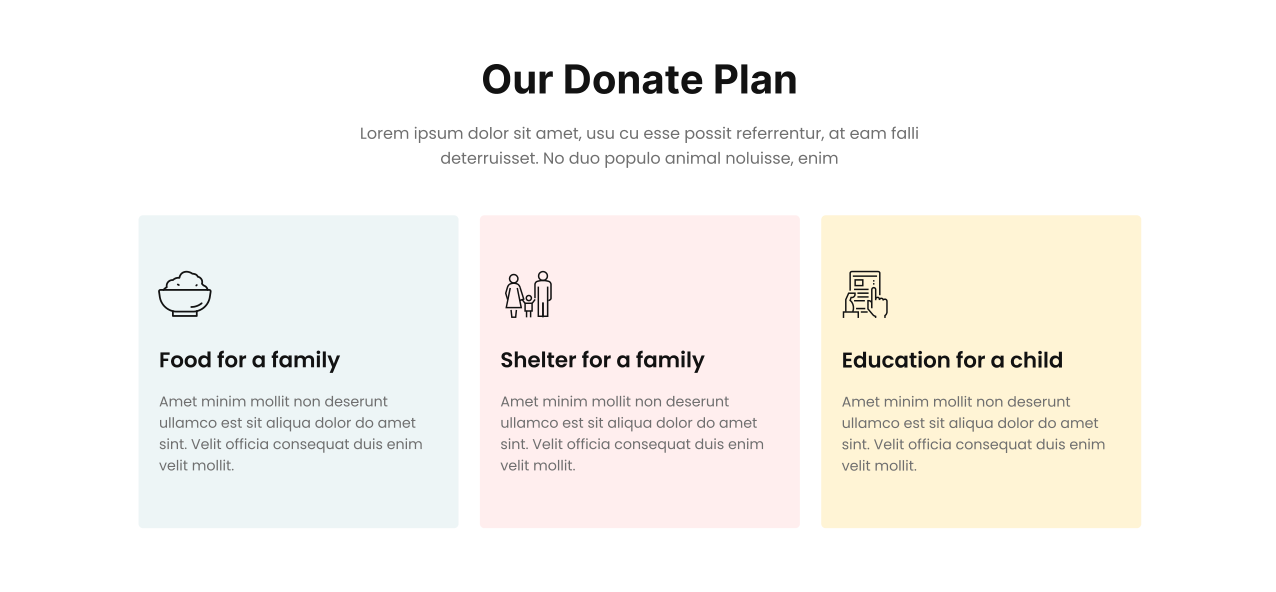 Our Donate Plan
Lorem ipsum dolor sit amet, usu cu esse possit referrentur, at eam falli
deterruisset. No duo populo animal noluisse, enim
Food for a family
Amet minim mollit non deserunt
ullamco est sit aliqua dolor do amet
sint. Velit officia consequat duis enim
velit mollit.
Shelter for a family
Amet minim mollit non deserunt
ullamco est sit aliqua dolor do amet
sint. Velit officia consequat duis enim
velit mollit.
Education for a child
Amet minim mollit non deserunt
ullamco est sit aliqua dolor do amet
sint. Velit officia consequat duis enim
velit mollit.